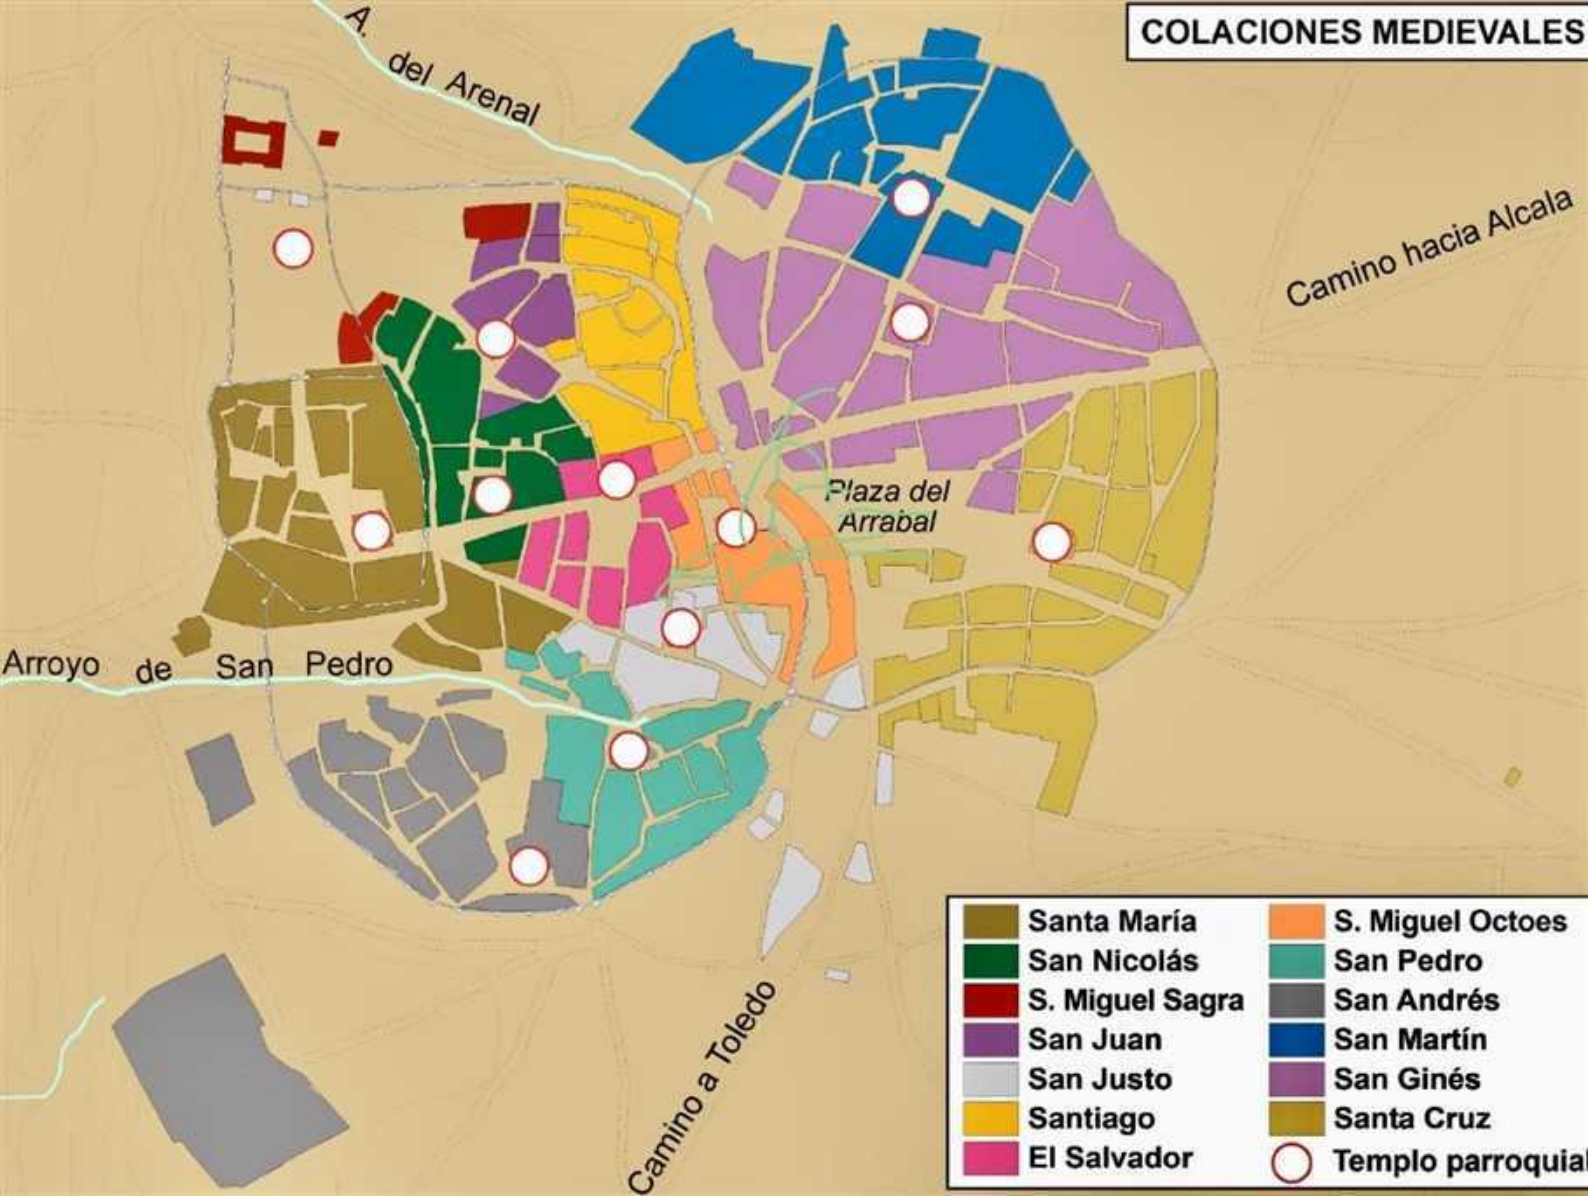 COLACIONES MEDIEVALES
A. del Arenal
Camino hacia Alcala
Plaza del
Arrabal
Arroyo de San Pedro
Camino a Toledo
Santa María
San Nicolás
S. Miguel Sagra
San Juan
San Justo
Santiago
El Salvador
S. Miguel Octoes
San Pedro
San Andrés
San Martín
San Ginés
Santa Cruz
Templo parroquial